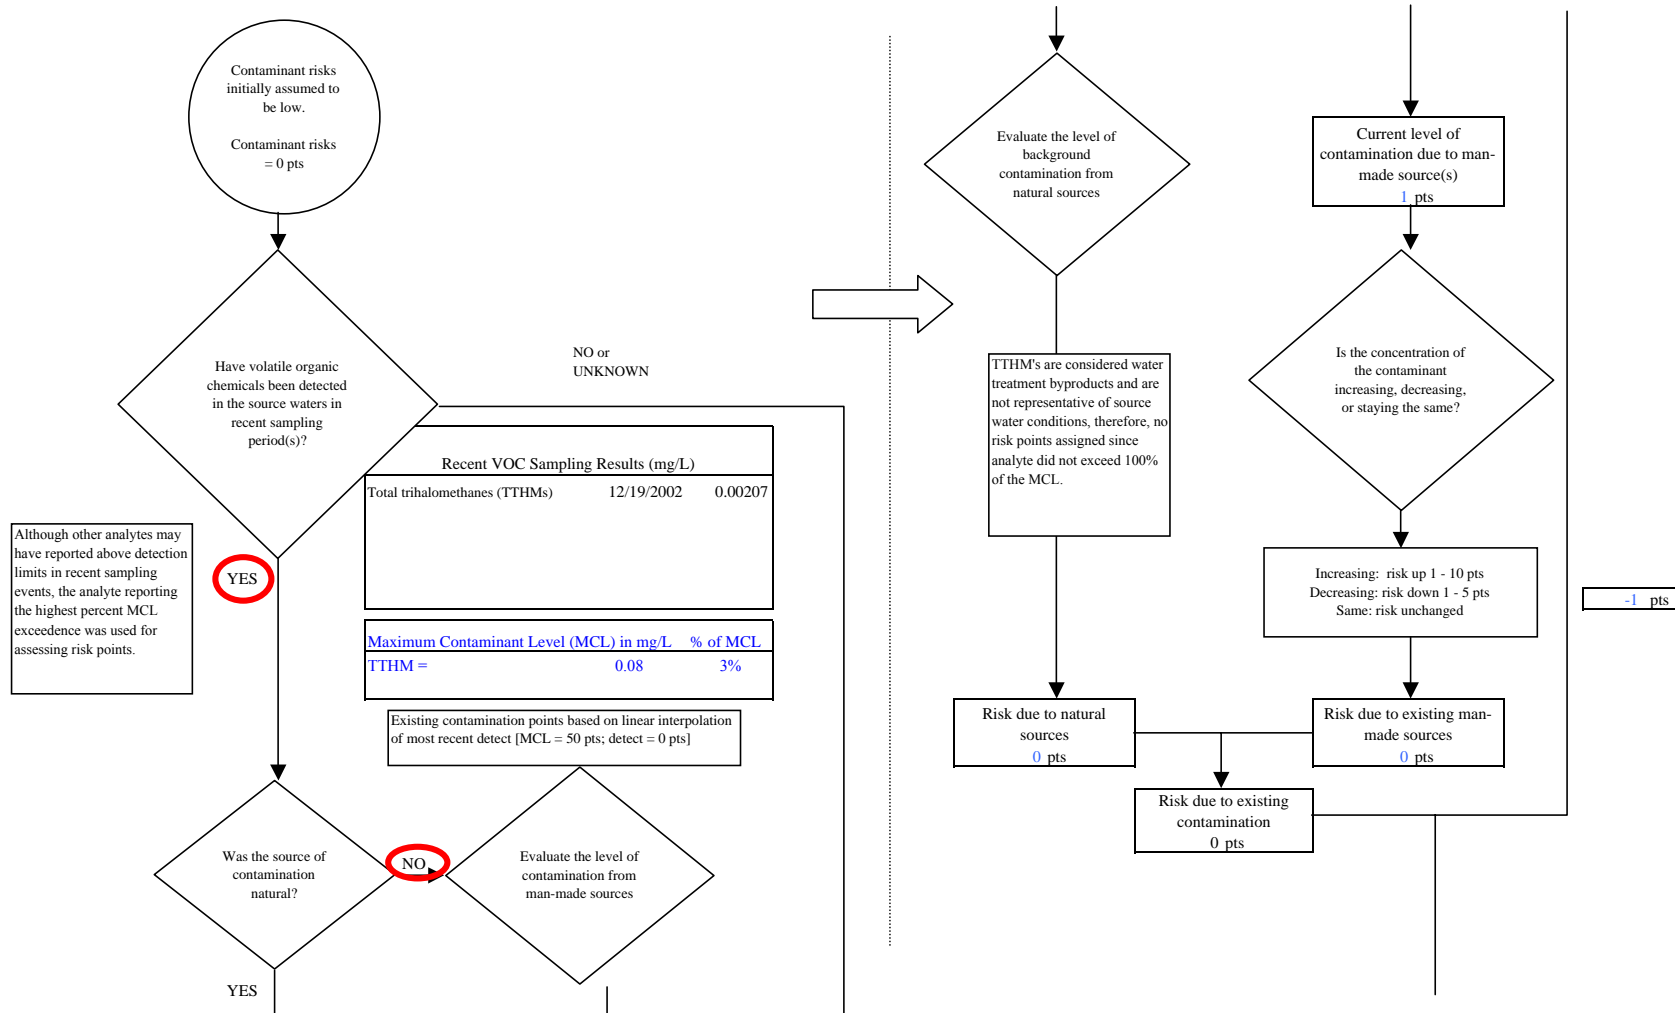 Contaminant risks
initially assumed to
be low.
Contaminant risks
= 0 pts
Have volatile organic
chemicals been detected
in the source waters in
recent sampling
period(s)?
NO or
UNKNOWN
Recent VOC Sampling Results (mg/L)
Total trihalomethanes (TTHMs) 12/19/2002 0.00207
Although other analytes may
have reported above detection
limits in recent sampling
events, the analyte reporting
the highest percent MCL
exceedence was used for
assessing risk points.
YES
Maximum Contaminant Level (MCL) in mg/L % of MCL
TTHM = 0.08 3%
Existing contamination points based on linear interpolation
of most recent detect [MCL = 50 pts; detect = 0 pts]
Was the source of
contamination
natural?
NO
Evaluate the level of
contamination from
man-made sources
YES
Evaluate the level of
background
contamination from
natural sources
TTHM's are considered water
treatment byproducts and are
not representative of source
water conditions, therefore, no
risk points assigned since
analyte did not exceed 100%
of the MCL.
Risk due to natural
sources
0 pts
Current level of
contamination due to man-
made source(s)
1 pts
Is the concentration of
the contaminant
increasing, decreasing,
or staying the same?
Increasing: risk up 1 - 10 pts
Decreasing: risk down 1 - 5 pts
Same: risk unchanged
-1 pts
Risk due to existing man-
made sources
0 pts
Risk due to existing
contamination
0 pts